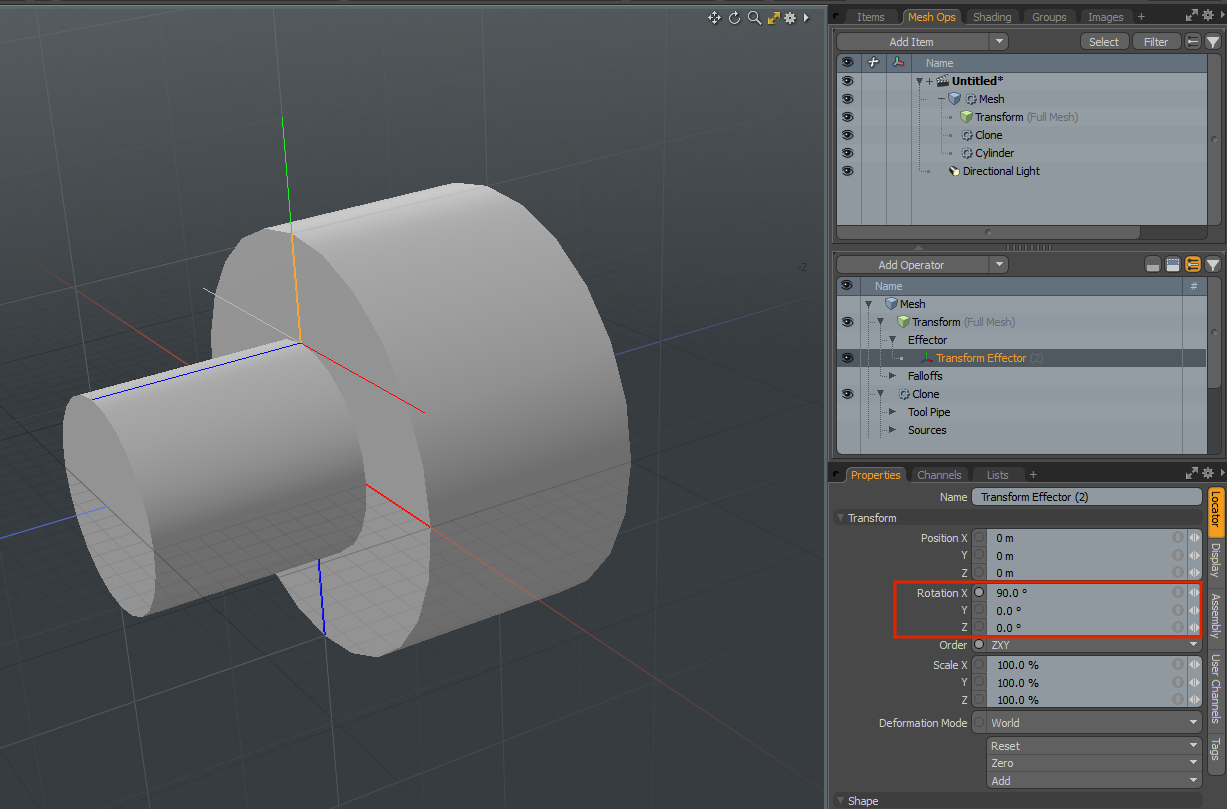 Items Mesh Ops Shading Groups Images +
Add Item Select Filter
Name
Untitled*
Mesh
Transform (Full Mesh)
Clone
Cylinder
Directional Light
-Z
Add Operator
Name #
Mesh
Transform (Full Mesh)
Effector
Transform Effector (2)
Falloffs
Clone
Tool Pipe
Sources
Properties Channels Lists +
Name Transform Effector (2)
Transform
Position X 0 m
Y 0 m
Z 0 m
Rotation X 90.0 °
Y 0.0 °
Z 0.0 °
Order ZXY
Scale X 100.0 %
Y 100.0 %
Z 100.0 %
Deformation Mode World
Reset
Zero
Add
Shape
Locator
Display
Assembly
User Channels
Tags